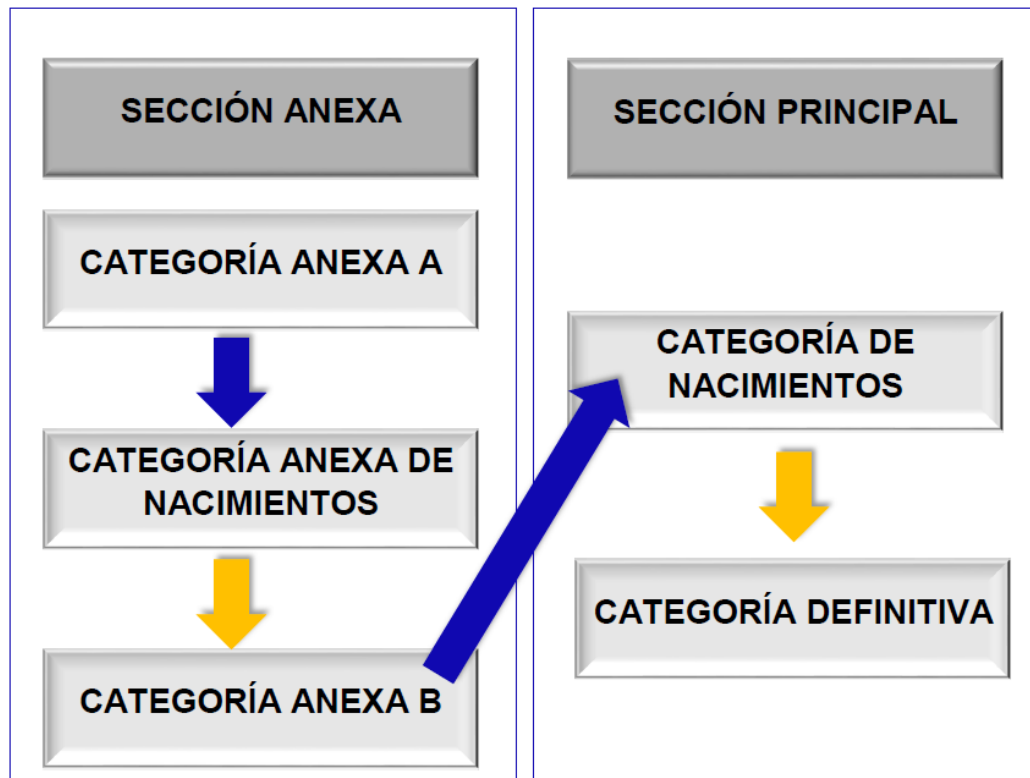 SECCIÓN ANEXA
CATEGORÍA ANEXA A
CATEGORÍA ANEXA DE
NACIMIENTOS
CATEGORÍA ANEXA B
SECCIÓN PRINCIPAL
CATEGORÍA DE
NACIMIENTOS
CATEGORÍA DEFINITIVA